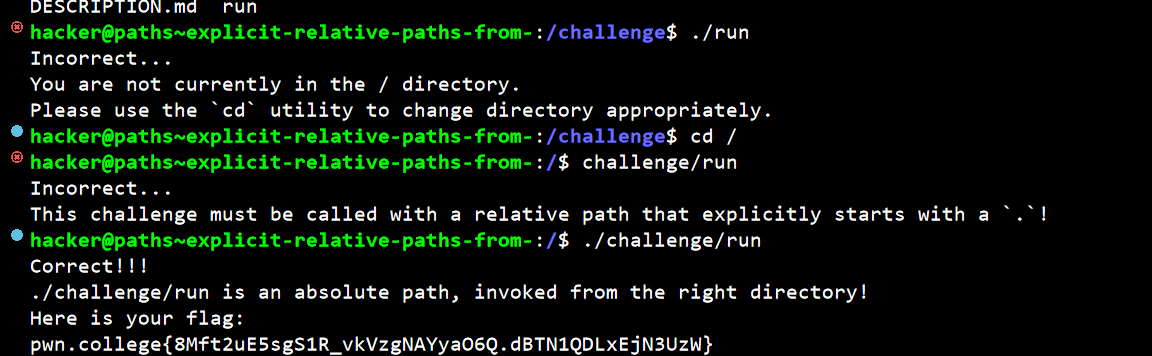 DESCRIPTION.md  run
hacker@paths~explicit-relative-paths-from-:/challenge$ ./run
Incorrect...
You are not currently in the / directory.
Please use the `cd` utility to change directory appropriately.
hacker@paths~explicit-relative-paths-from-:/challenge$ cd /
hacker@paths~explicit-relative-paths-from-:/$ challenge/run
Incorrect...
This challenge must be called with a relative path that explicitly starts with a `.`!
hacker@paths~explicit-relative-paths-from-:/$ ./challenge/run
Correct!!!
./challenge/run is an absolute path, invoked from the right directory!
Here is your flag:
pwn.college{8Mft2uE5sgS1R_vkVzgNAYyaO6Q.dBTN1QDLxEjN3UzW}